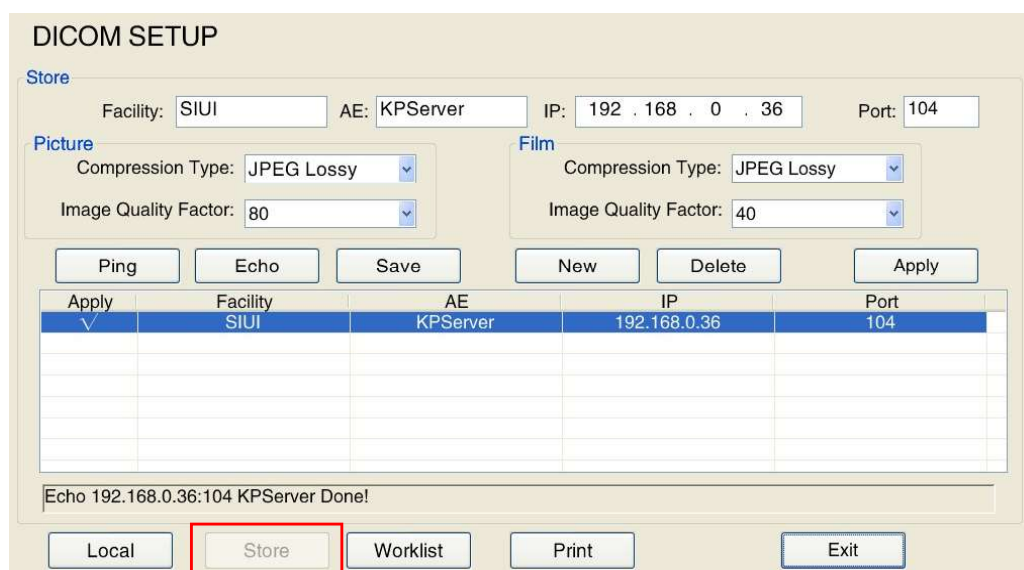 DICOM SETUP
Store
Facility: SIUI AE: KPServer IP: 192 . 168 . 0 . 36 Port: 104
Picture Film
Compression Type: JPEG Lossy Compression Type: JPEG Lossy
Image Quality Factor: 80 Image Quality Factor: 40
Ping Echo Save New Delete Apply
Apply Facility AE IP Port
√ SIUI KPServer 192.168.0.36 104
Echo 192.168.0.36:104 KPServer Done!
Local Store Worklist Print Exit